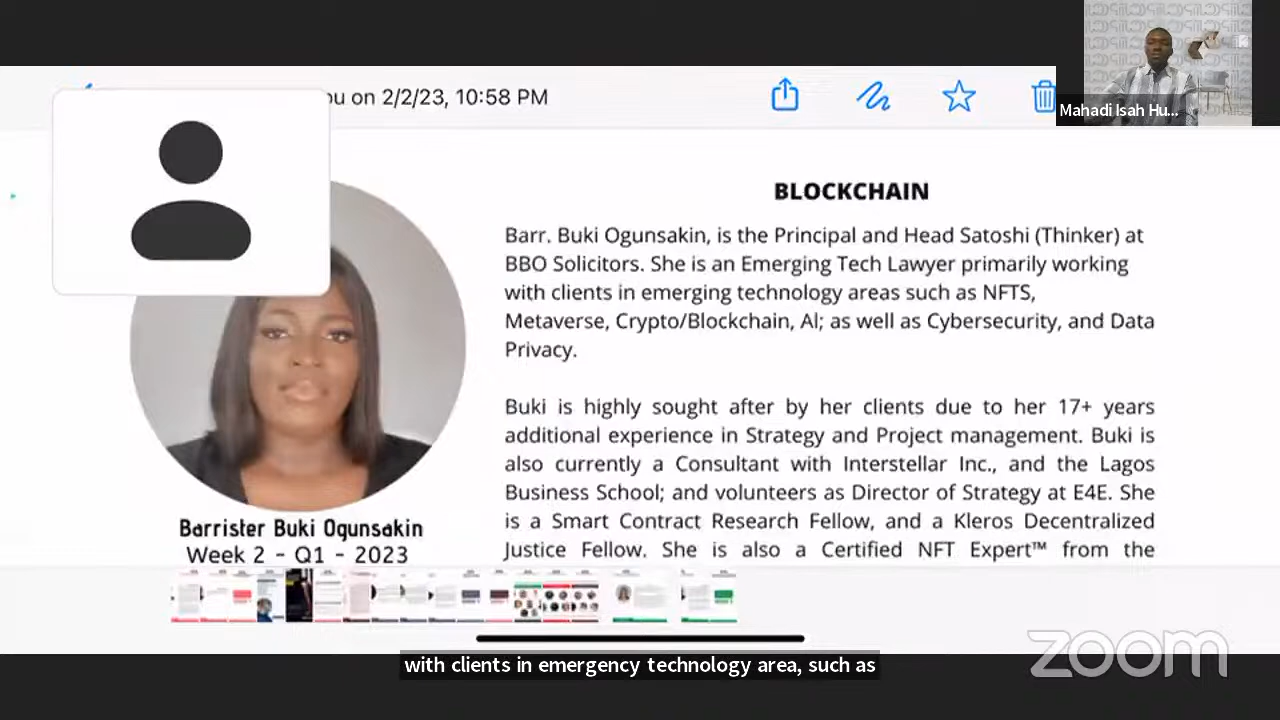 ou on 2/2/23, 10:58 PM
Mahadi Isah Hu...
BLOCKCHAIN
Barr. Buki Ogunsakin, is the Principal and Head Satoshi (Thinker) at
BBO Solicitors. She is an Emerging Tech Lawyer primarily working
with clients in emerging technology areas such as NFTS,
Metaverse, Crypto/Blockchain, AI; as well as Cybersecurity, and Data
Privacy.
Buki is highly sought after by her clients due to her 17+ years
additional experience in Strategy and Project management. Buki is
also currently a Consultant with Interstellar Inc., and the Lagos
Business School; and volunteers as Director of Strategy at E4E. She
is a Smart Contract Research Fellow, and a Kleros Decentralized
Justice Fellow. She is also a Certified NFT Expert™ from the
Barrister Buki Ogunsakin
Week 2 - Q1 - 2023
zoom
with clients in emergency technology area, such as